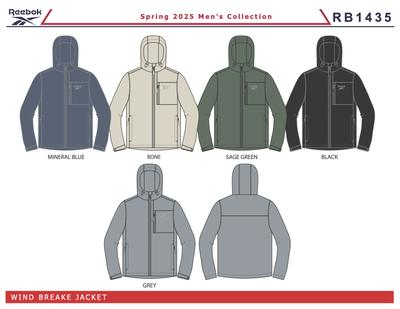 Reebok
Spring 2025 Men's Collection
RB1435
MINERAL BLUE
BONE
SAGE GREEN
BLACK
GREY
WIND BREAKE JACKET